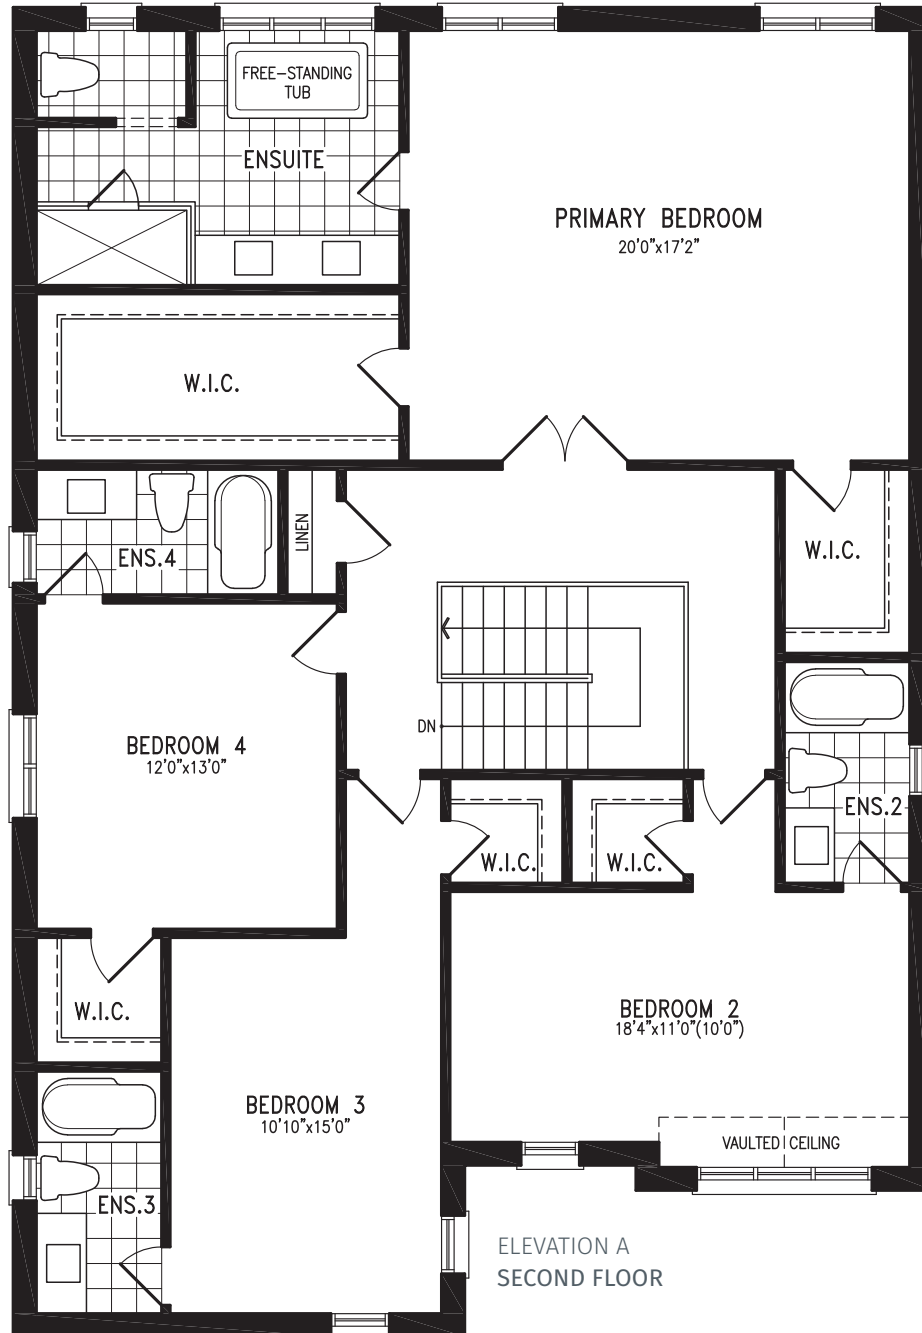 FREE-STANDING
TUB
ENSUITE
PRIMARY BEDROOM
20'0"x17'2"
W.I.C.
LINEN
ENS.4
W.I.C.
DN
BEDROOM 4
12'0"x13'0"
ENS.2
W.I.C.
W.I.C.
W.I.C.
BEDROOM 2
18'4"x11'0"(10'0")
BEDROOM 3
10'10"x15'0"
VAULTED CEILING
ENS.3
ELEVATION A
SECOND FLOOR